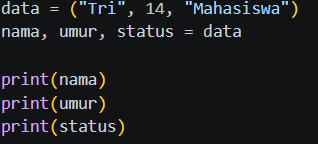 data = ("Tri", 14, "Mahasiswa")
nama, umur, status = data
print(nama)
print(umur)
print(status)